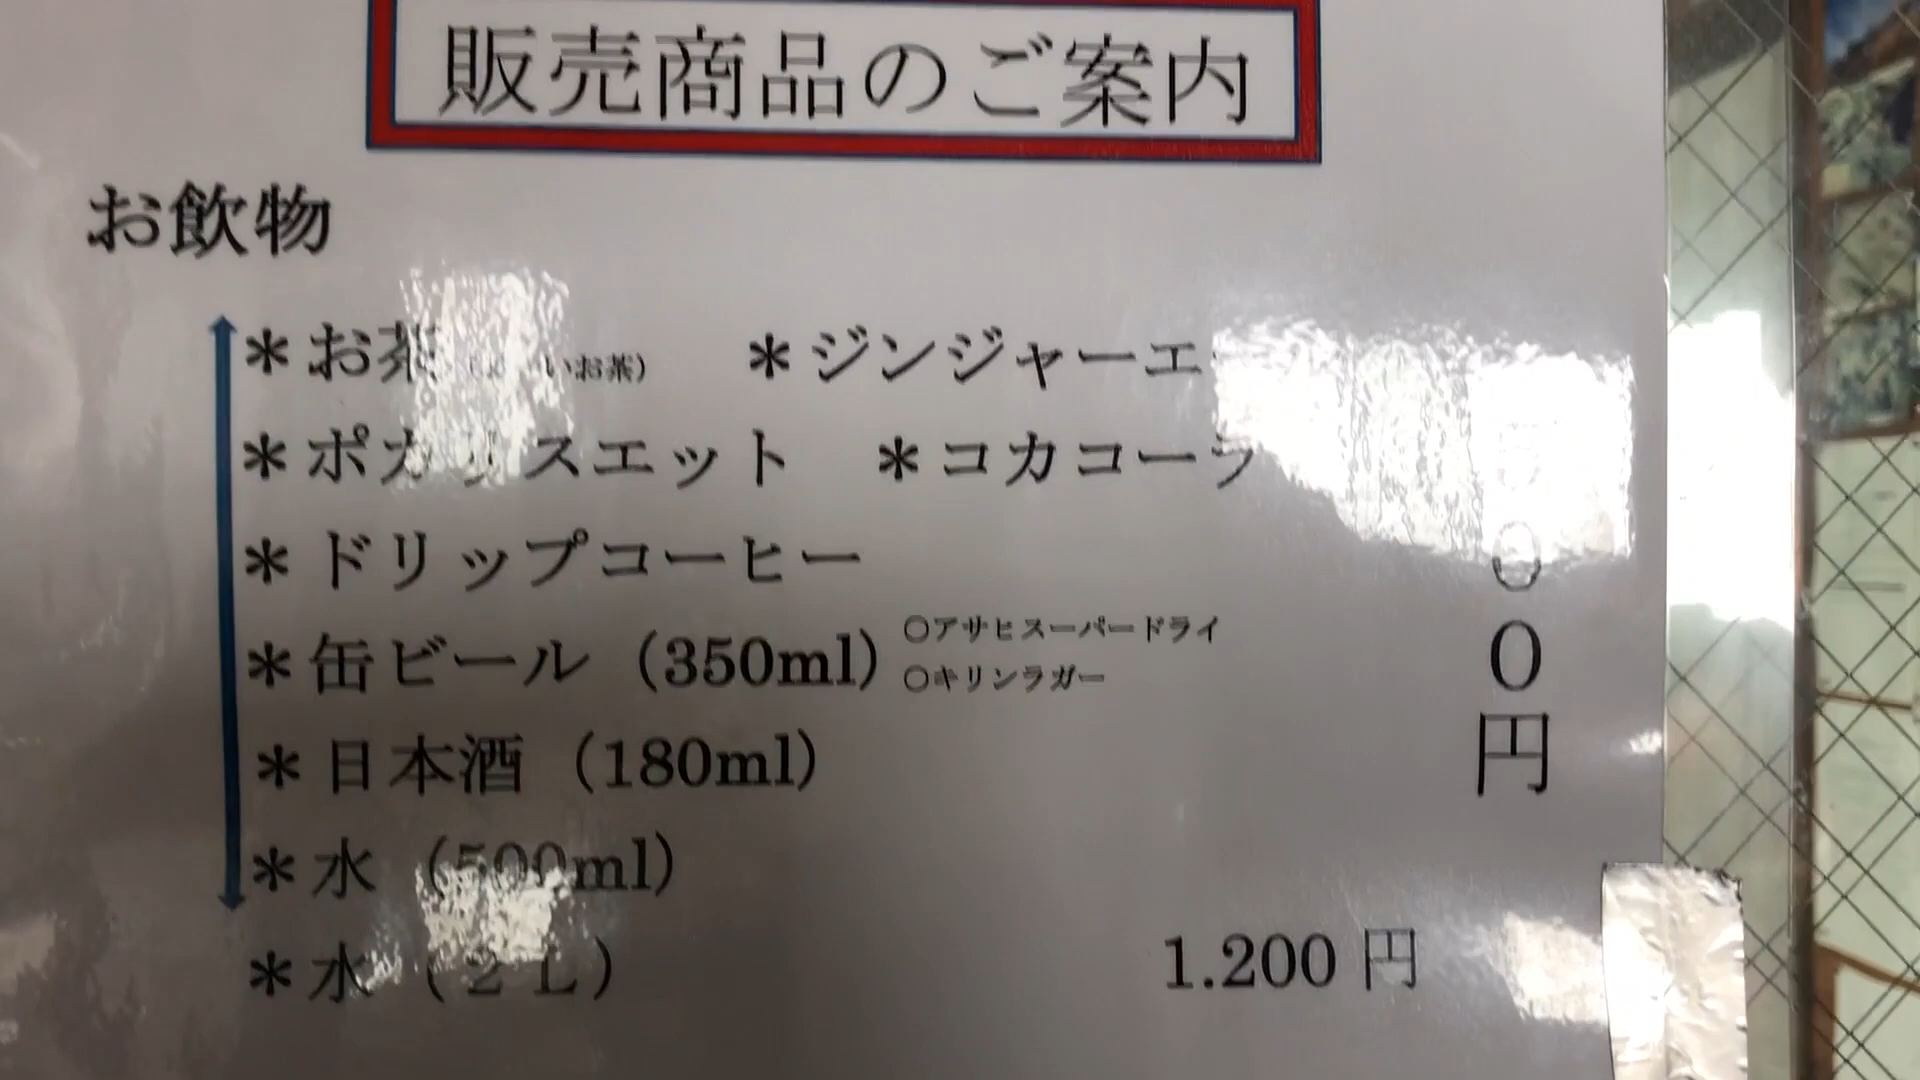 販売商品のご案内
お飲物
＊お茶 いお茶） ＊ジンジャーエ
＊ポカリスエット ＊コカコーラ
＊ドリップコーヒー
＊缶ビール（350ml） ○アサヒスーパードライ
○キリンラガー
＊日本酒（180ml）
＊水（500ml）
＊水（２Ｌ） 1.200 円
００円